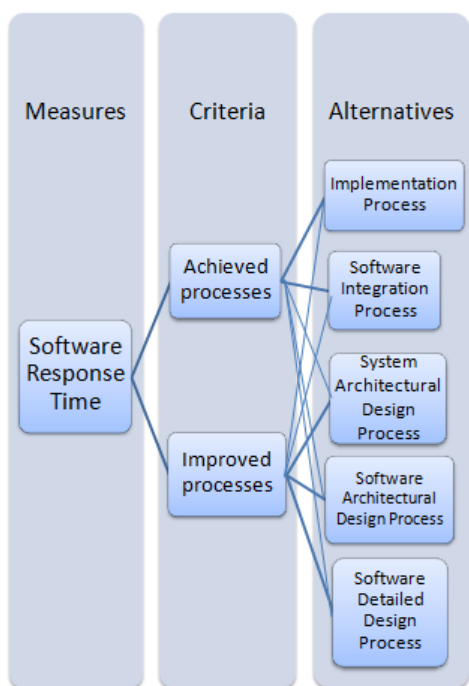 Measures
Criteria
Alternatives
Software
Response
Time
Achieved
processes
Improved
processes
Implementation
Process
Software
Integration
Process
System
Architectural
Design
Process
Software
Architectural
Design Process
Software
Detailed
Design
Process